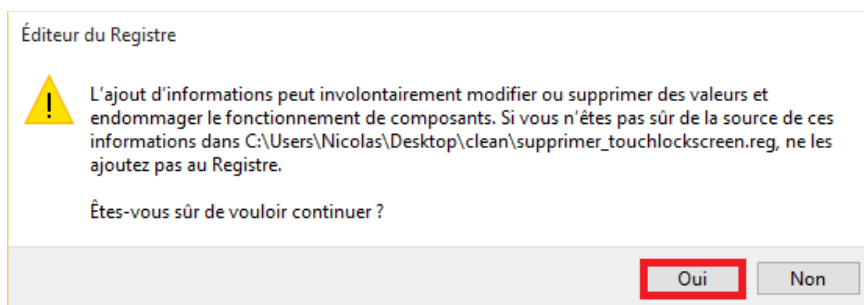 Éditeur du Registre
L'ajout d'informations peut involontairement modifier ou supprimer des valeurs et
endommager le fonctionnement de composants. Si vous n'êtes pas sûr de la source de ces
informations dans C:\Users\Nicolas\Desktop\clean\supprimer_touchlockscreen.reg, ne les
ajoutez pas au Registre.
Êtes-vous sûr de vouloir continuer ?
Oui
Non